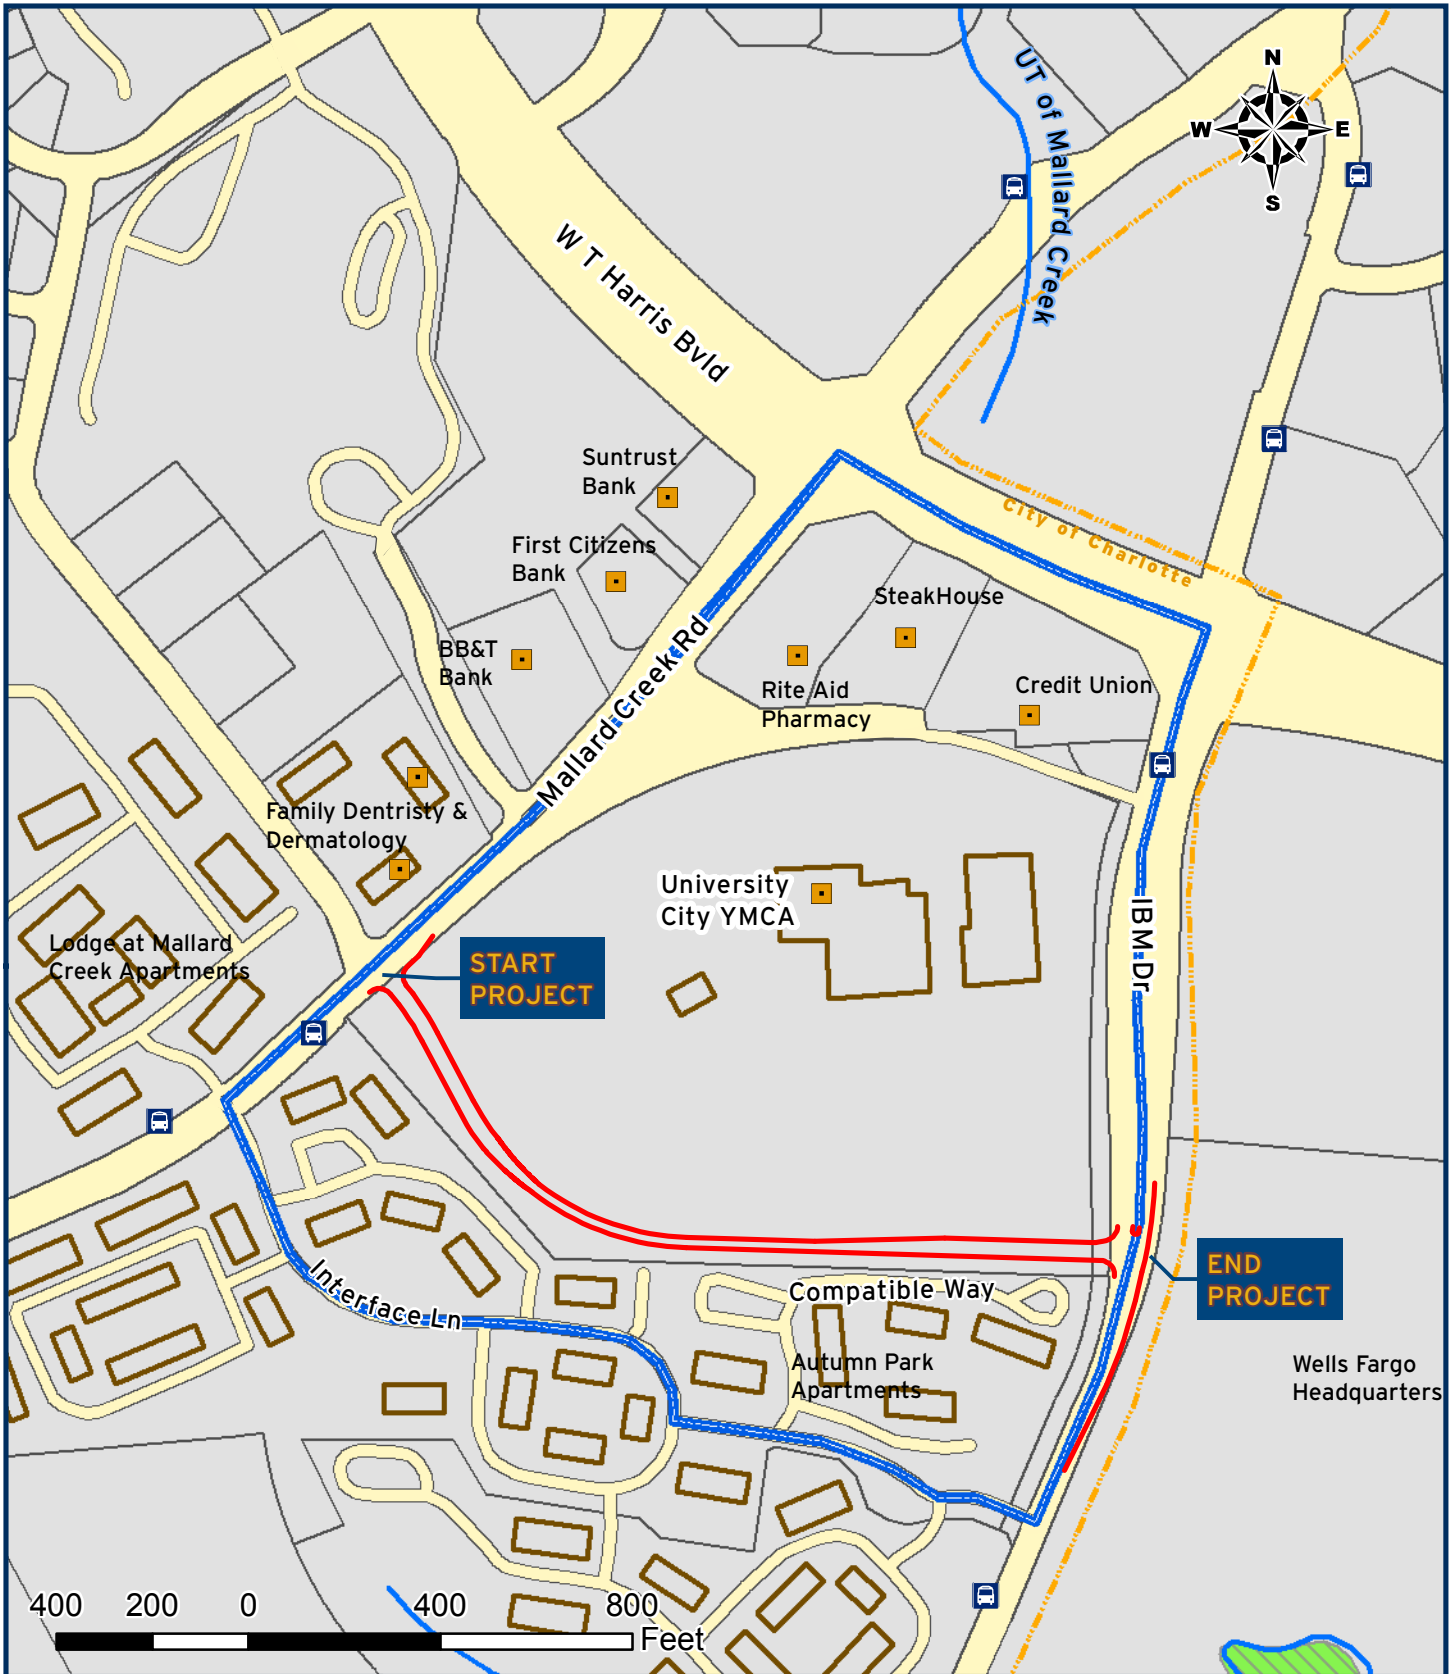 N
W E
S
UT of Mallard Creek
W T Harris Bvld
Suntrust
Bank
City of Charlotte
First Citizens
Bank
SteakHouse
BB&T
Bank
Mallard Creek Rd
Rite Aid
Pharmacy
Credit Union
Family Dentristy &
Dermatology
University
City YMCA
IBM Dr
Lodge at Mallard
Creek Apartments
START
PROJECT
END
PROJECT
Interface Ln
Compatible Way
Autumn Park
Apartments
Wells Fargo
Headquarters
400 200 0 400 800
Feet